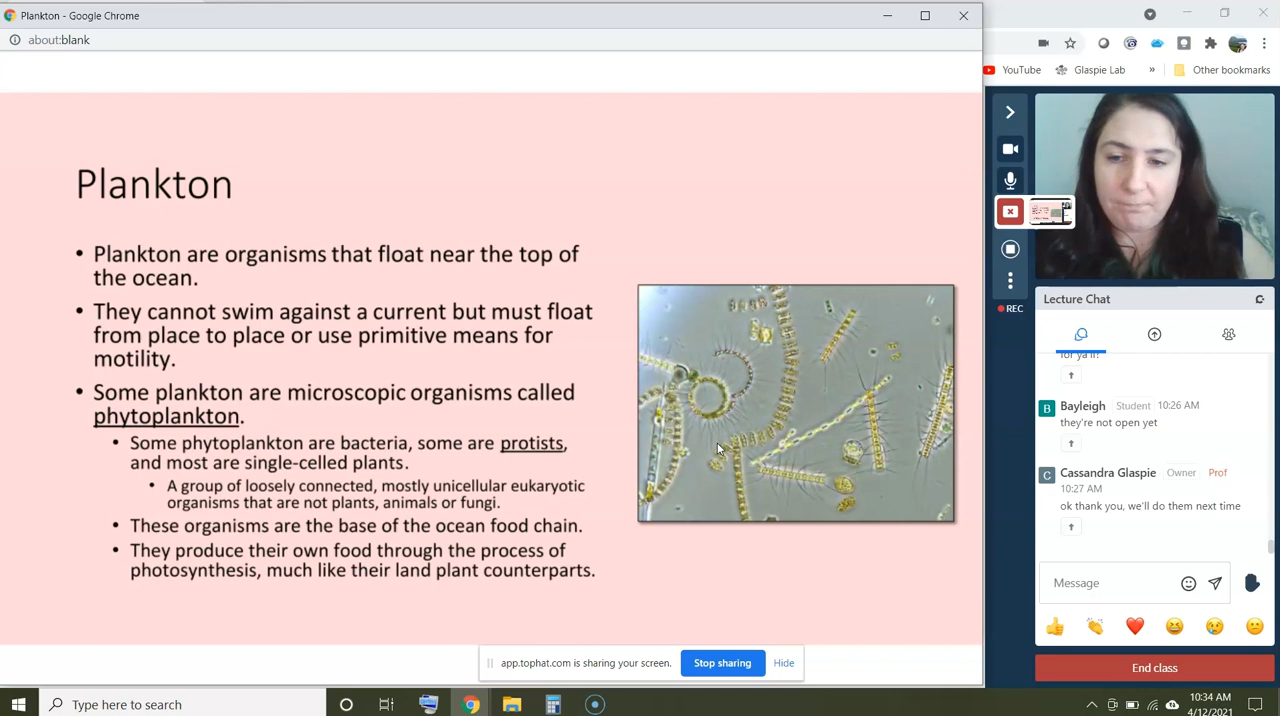 Plankton - Google Chrome
about:blank
YouTube
Glaspie Lab
»
Other bookmarks
Plankton
• Plankton are organisms that float near the top of
the ocean.
• They cannot swim against a current but must float
from place to place or use primitive means for
motility.
• Some plankton are microscopic organisms called
phytoplankton.
• Some phytoplankton are bacteria, some are protists,
and most are single-celled plants.
• A group of loosely connected, mostly unicellular eukaryotic
organisms that are not plants, animals or fungi.
• These organisms are the base of the ocean food chain.
• They produce their own food through the process of
photosynthesis, much like their land plant counterparts.
REC
Lecture Chat
for ya'll?
B
Bayleigh Student 10:26 AM
they're not open yet
C
Cassandra Glaspie Owner Prof
10:27 AM
ok thank you, we'll do them next time
Message
End class
app.tophat.com is sharing your screen.
Stop sharing
Hide
Type here to search
10:34 AM
4/12/2021